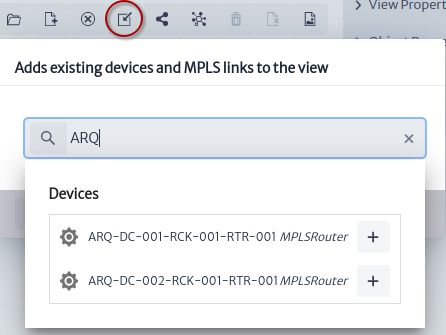 View Propert
Adds existing devices and MPLS links to the view
ARQ
Devices
ARQ-DC-001-RCK-001-RTR-001 MPLSRouter
ARQ-DC-002-RCK-001-RTR-001 MPLSRouter